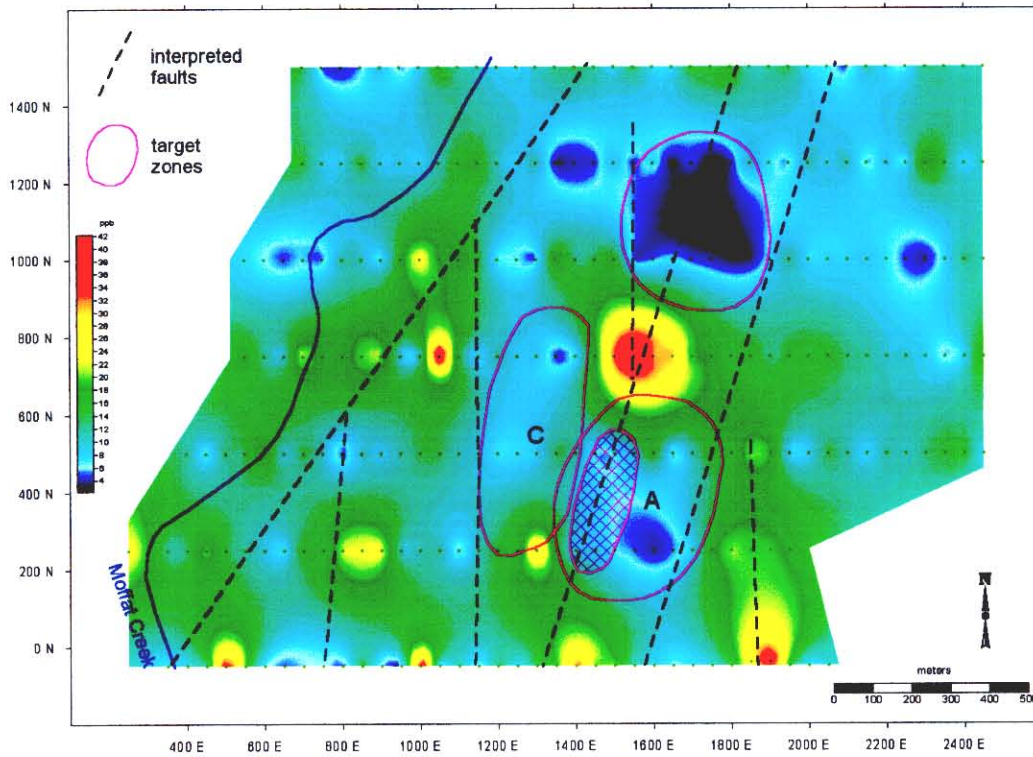 interpreted
faults
target
zones
1400 N
1200 N
1000 N
800 N
600 N
400 N
200 N
0 N
ppb
42
40
38
36
34
32
30
28
26
24
22
20
18
16
14
12
10
8
6
4
C
A
Moffat Creek
N
meters
0 100 200 300 400 500
400 E 600 E 800 E 1000 E 1200 E 1400 E 1600 E 1800 E 2000 E 2200 E 2400 E